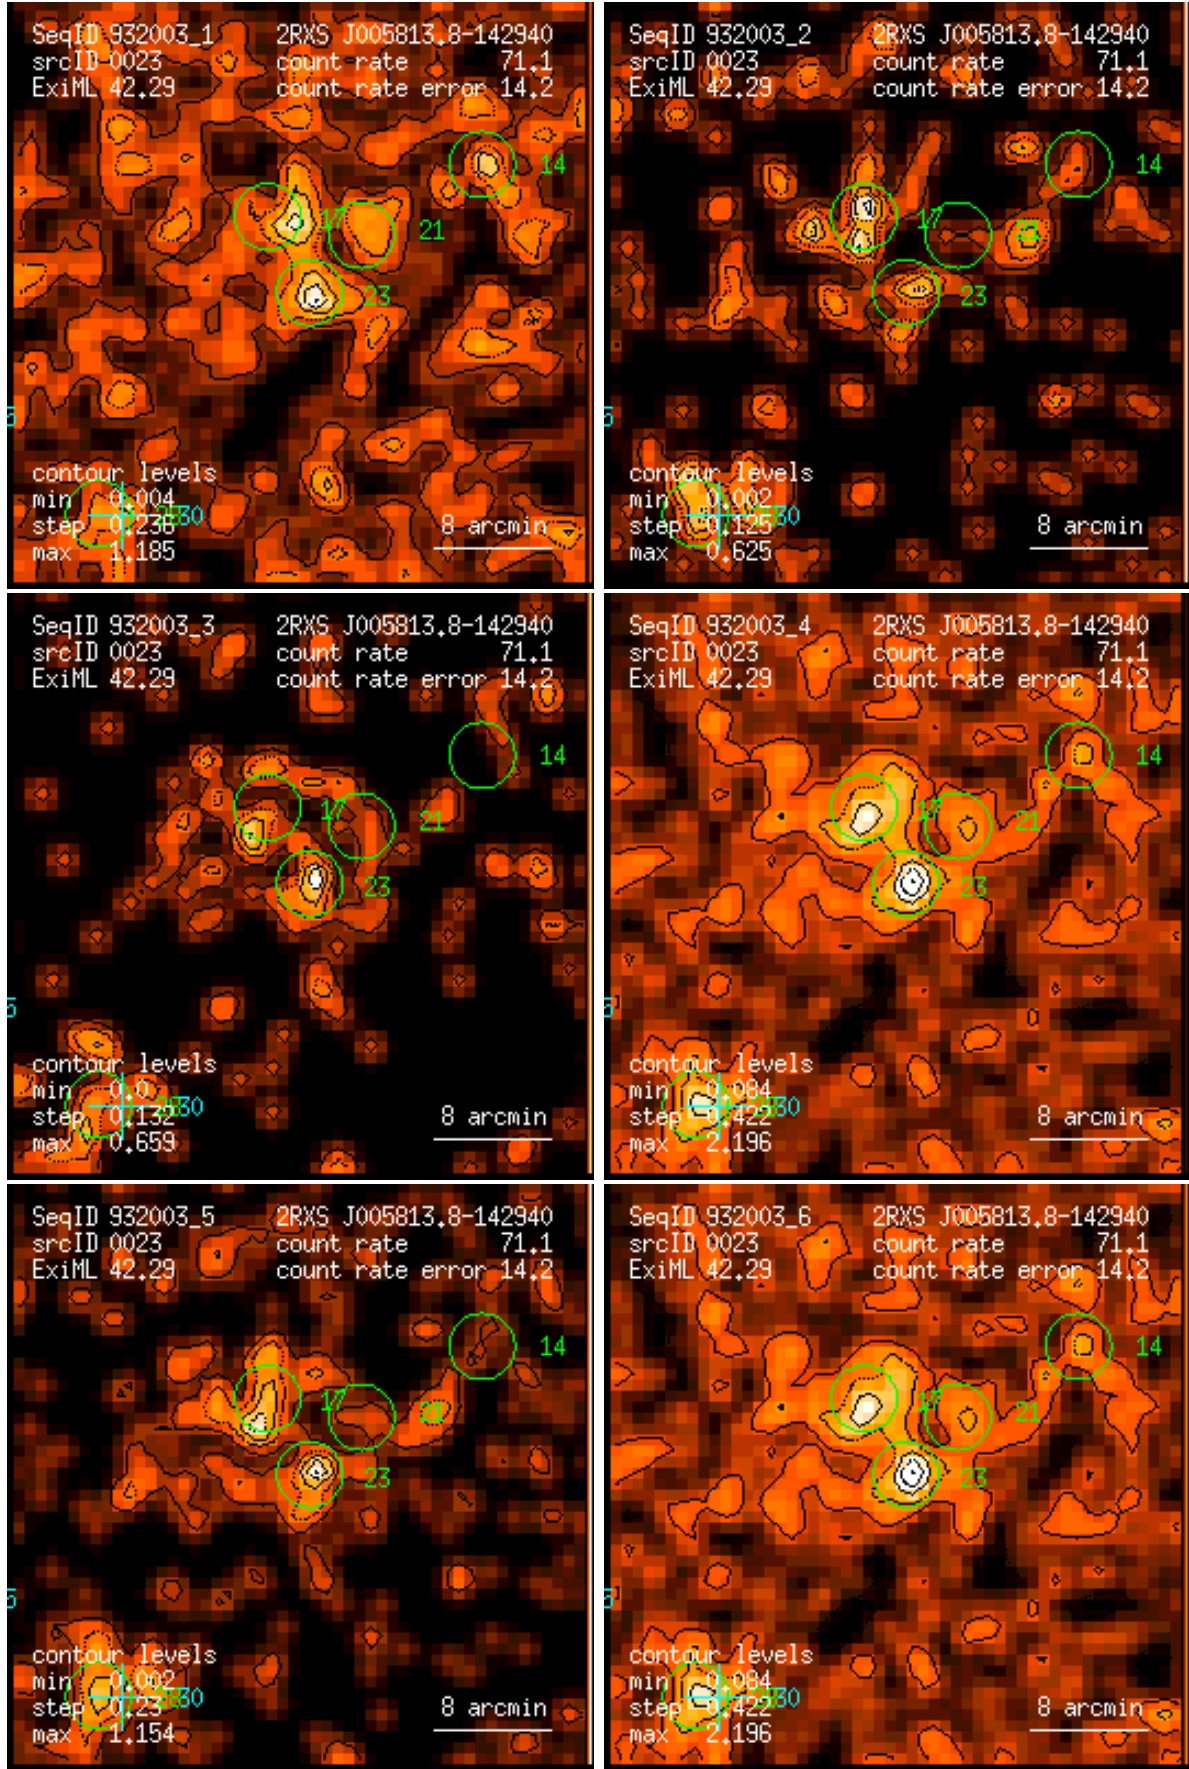 SeqID 932003_1 2RXS J005813.8-142940
srcID 0023 count rate 71.1
ExiML 42.29 count rate error 14.2
14
17
21
23
contour levels
min 0.004
step 0.236 30
max 1.185
8 arcmin
SeqID 932003_2 2RXS J005813.8-142940
srcID 0023 count rate 71.1
ExiML 42.29 count rate error 14.2
14
17
21
23
contour levels
min 0.002
step 0.125 30
max 0.625
8 arcmin
SeqID 932003_3 2RXS J005813.8-142940
srcID 0023 count rate 71.1
ExiML 42.29 count rate error 14.2
14
17
21
23
contour levels
min 0.0
step 0.132 30
max 0.659
8 arcmin
SeqID 932003_4 2RXS J005813.8-142940
srcID 0023 count rate 71.1
ExiML 42.29 count rate error 14.2
14
17
21
23
contour levels
min 0.084
step 0.422 30
max 2.196
8 arcmin
SeqID 932003_5 2RXS J005813.8-142940
srcID 0023 count rate 71.1
ExiML 42.29 count rate error 14.2
14
17
21
23
contour levels
min 0.002
step 0.23 30
max 1.154
8 arcmin
SeqID 932003_6 2RXS J005813.8-142940
srcID 0023 count rate 71.1
ExiML 42.29 count rate error 14.2
14
17
21
23
contour levels
min 0.084
step 0.422 30
max 2.196
8 arcmin